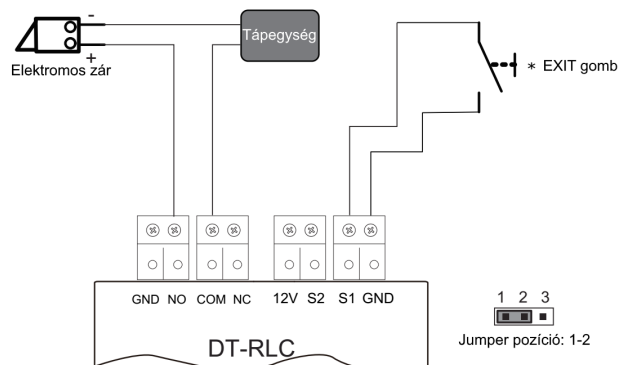 -
Tápegység
+
Elektromos zár
* EXIT gomb
GND NO COM NC 12V S2 S1 GND
1 2 3
Jumper pozíció: 1-2
DT-RLC